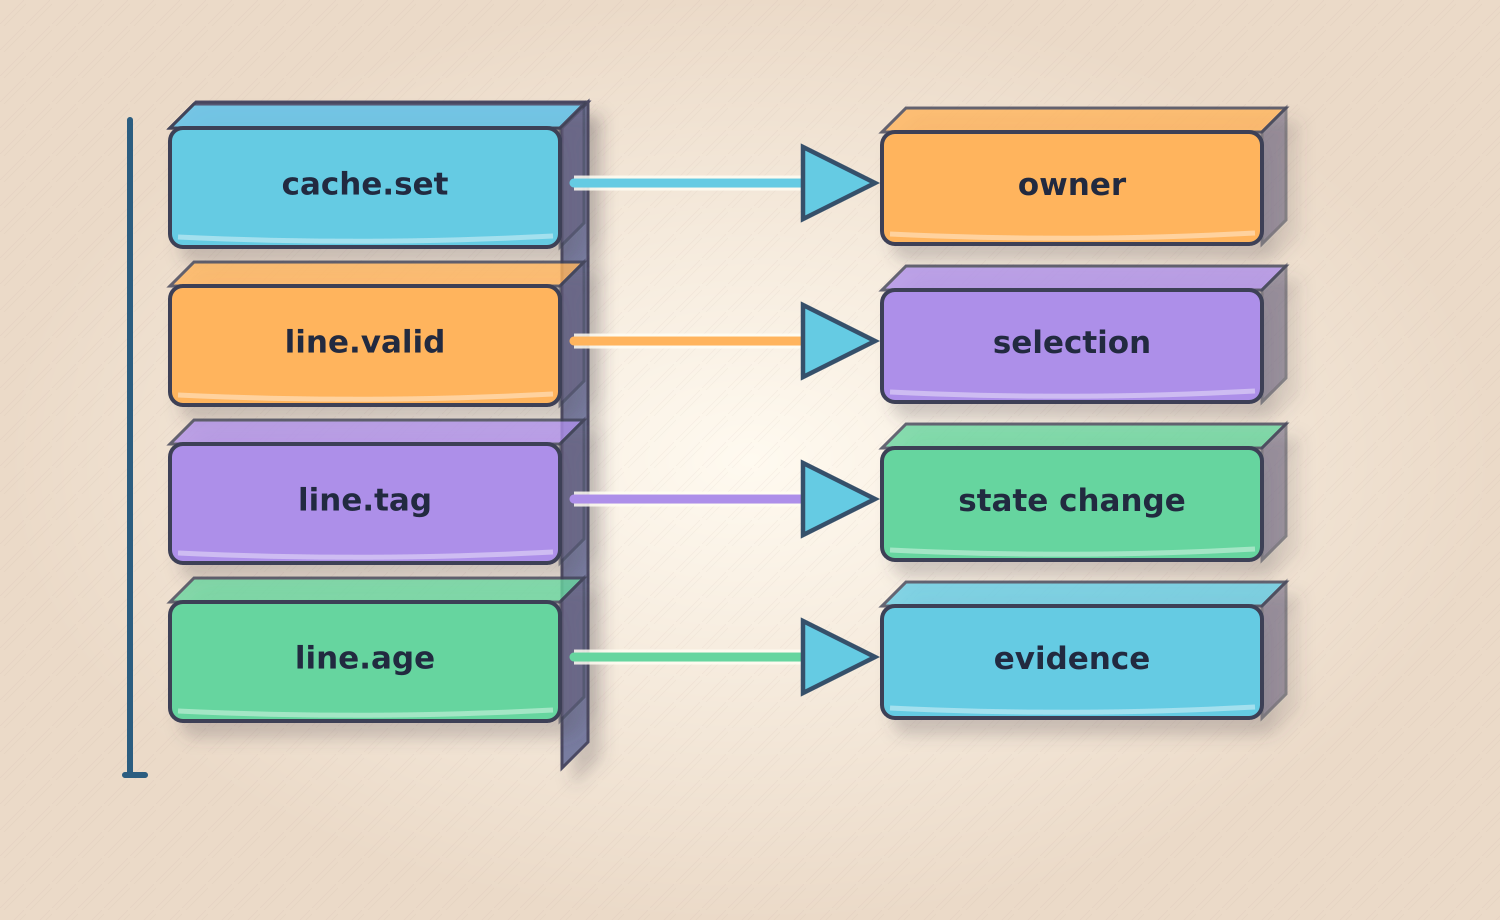 cache.set
owner
line.valid
selection
line.tag
state change
line.age
evidence